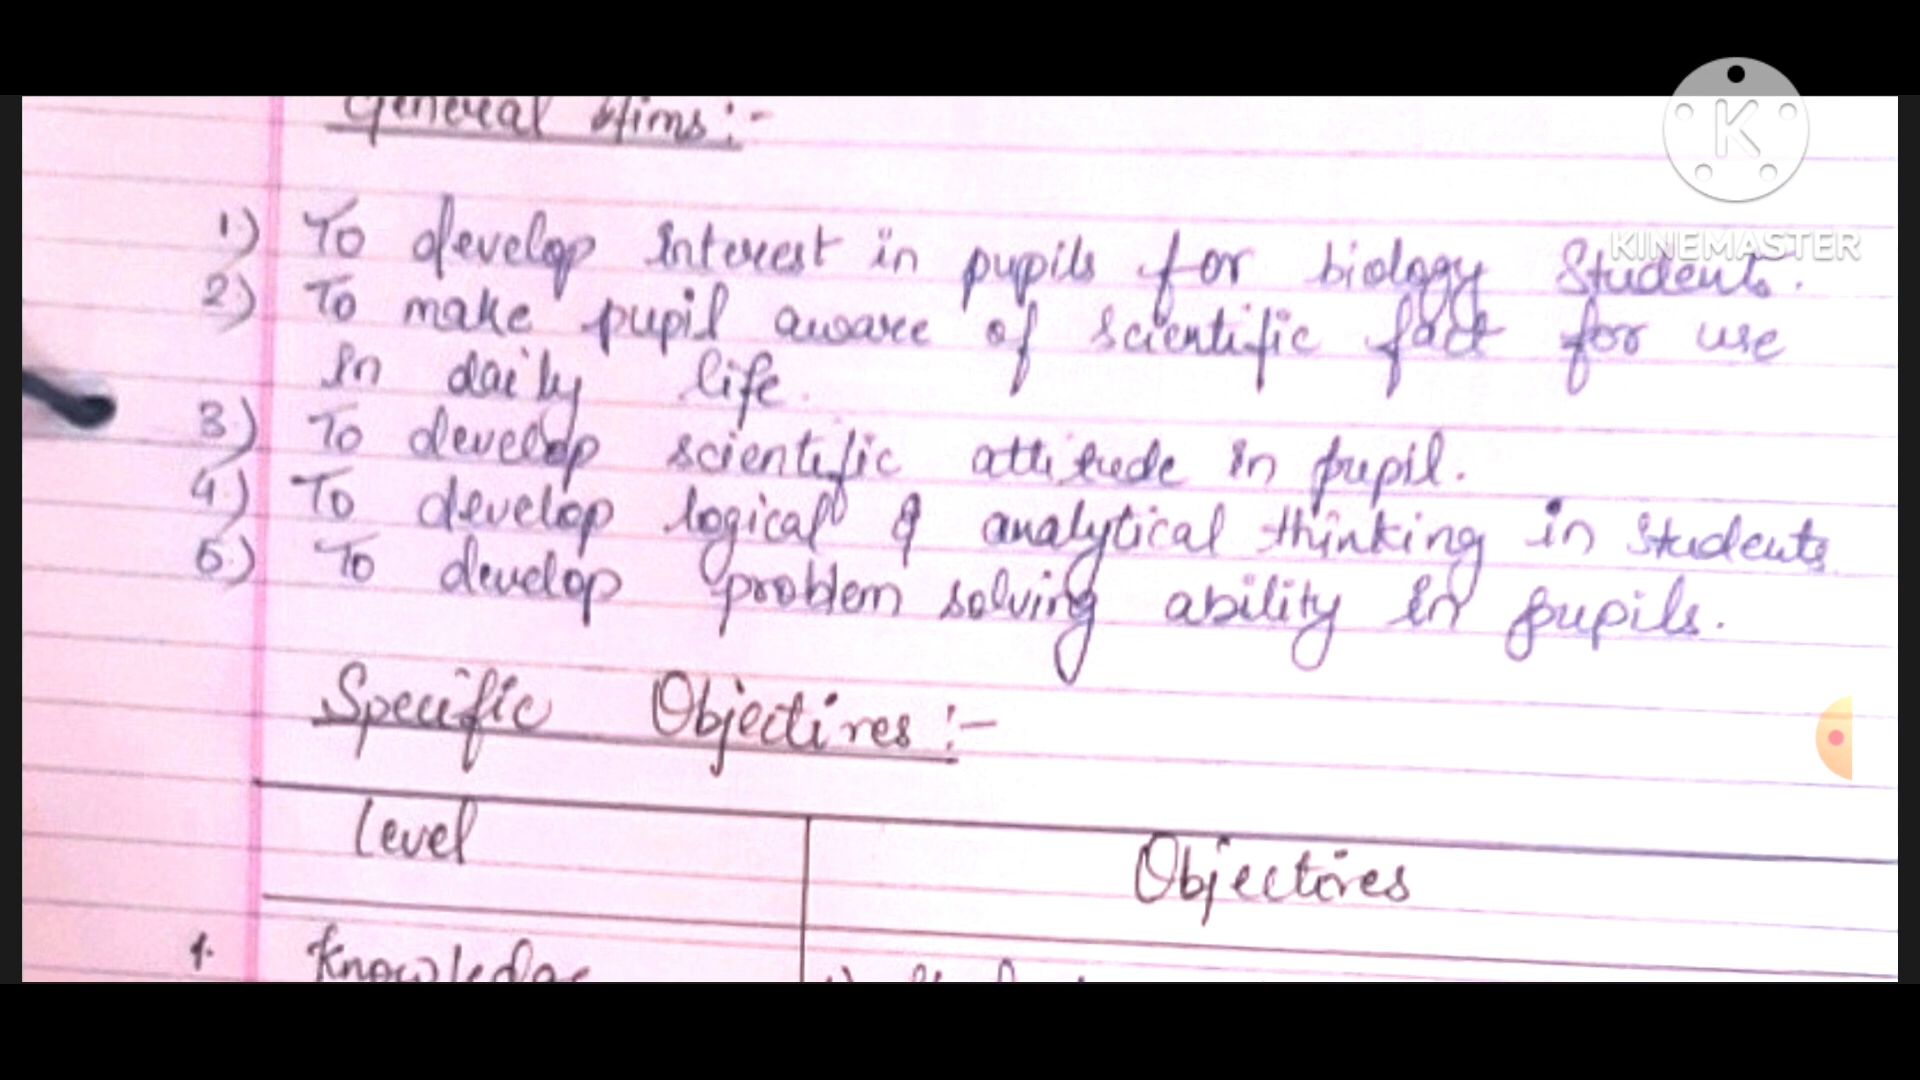 General Aims:-
K
KINEMASTER
1) To develop interest in pupils for biology Students.
2) To make pupil aware of scientific fact for use
in daily life.
3.) To develop scientific attitude in pupil.
4.) To develop logical & analytical thinking in students
5.) To develop problem solving ability in pupils.
Specific Objectives :-
Level
Objectives
1. Knowledge